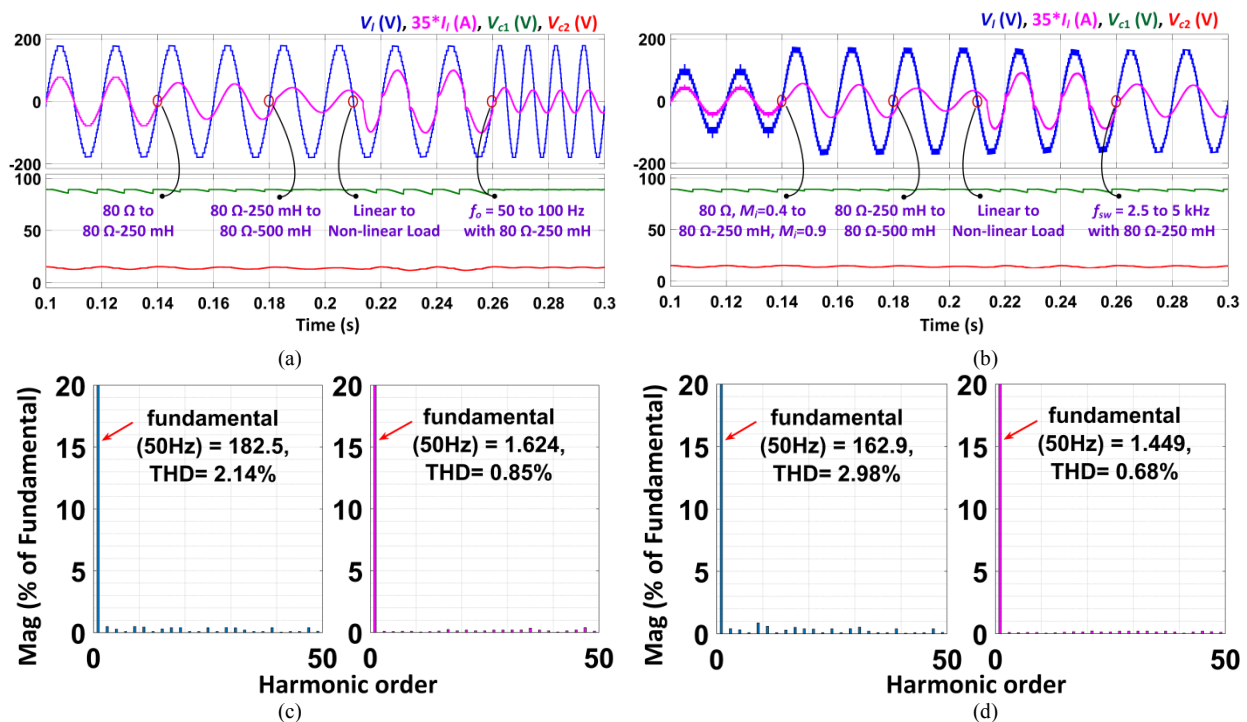 V_l (V), 35*I_l (A), V_c1 (V), V_c2 (V)
200
0
-200
100
50
0
80 Ω to
80 Ω-250 mH
80 Ω-250 mH to
80 Ω-500 mH
Linear to
Non-linear Load
f_o = 50 to 100 Hz
with 80 Ω-250 mH
0.1 0.12 0.14 0.16 0.18 0.2 0.22 0.24 0.26 0.28 0.3
Time (s)
(a)
V_l (V), 35*I_l (A), V_c1 (V), V_c2 (V)
200
0
-200
100
50
0
80 Ω, M_i=0.4 to
80 Ω-250 mH, M_i=0.9
80 Ω-250 mH to
80 Ω-500 mH
Linear to
Non-linear Load
f_sw = 2.5 to 5 kHz
with 80 Ω-250 mH
0.1 0.12 0.14 0.16 0.18 0.2 0.22 0.24 0.26 0.28 0.3
Time (s)
(b)
Mag (% of Fundamental)
20
15
10
5
0
fundamental
(50Hz) = 182.5,
THD= 2.14%
0 50
20
15
10
5
0
fundamental
(50Hz) = 1.624,
THD= 0.85%
0 50
Harmonic order
(c)
Mag (% of Fundamental)
20
15
10
5
0
fundamental
(50Hz) = 162.9,
THD= 2.98%
0 50
20
15
10
5
0
fundamental
(50Hz) = 1.449,
THD= 0.68%
0 50
Harmonic order
(d)